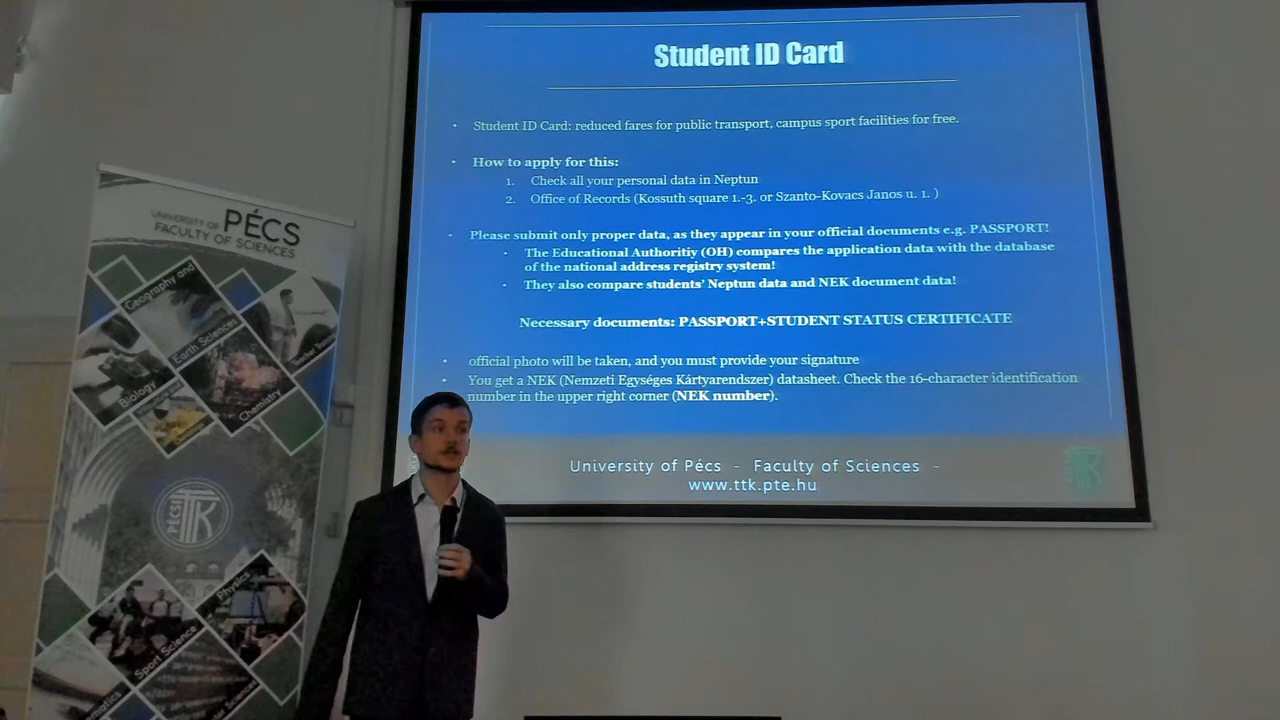 Student ID Card
• Student ID Card: reduced fares for public transport, campus sport facilities for free.
• How to apply for this:
1. Check all your personal data in Neptun
2. Office of Records (Kossuth square 1.-3. or Szanto-Kovacs Janos u. 1. )
• Please submit only proper data, as they appear in your official documents e.g. PASSPORT!
• The Educational Authoritiy (OH) compares the application data with the database
of the national address registry system!
• They also compare students' Neptun data and NEK document data!
Necessary documents: PASSPORT+STUDENT STATUS CERTIFICATE
• official photo will be taken, and you must provide your signature
• You get a NEK (Nemzeti Egységes Kártyarendszer) datasheet. Check the 16-character identification
number in the upper right corner (NEK number).
University of Pécs - Faculty of Sciences -
www.ttk.pte.hu
UNIVERSITY OF PÉCS
FACULTY OF SCIENCES
Geography and
Earth Sciences
Biology
Chemistry
PÉCSI
TTK
Physics
Sport Science